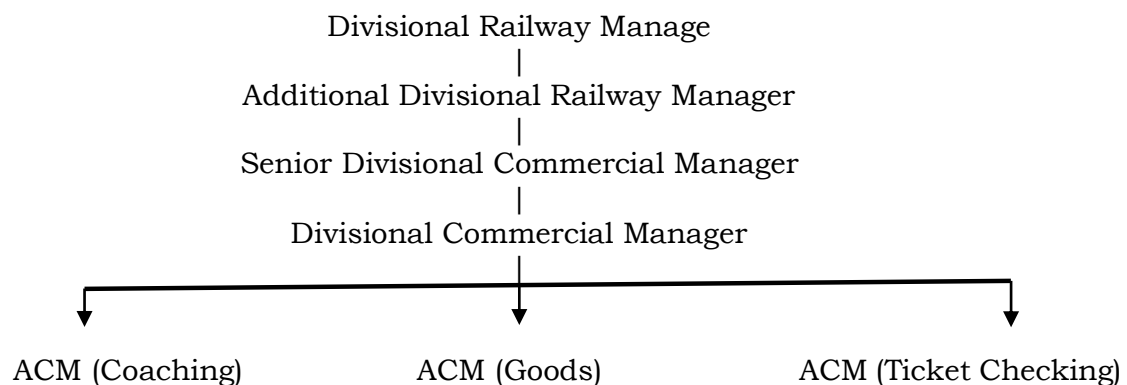 Divisional Railway Manage
Additional Divisional Railway Manager
Senior Divisional Commercial Manager
Divisional Commercial Manager
ACM (Coaching) ACM (Goods) ACM (Ticket Checking)